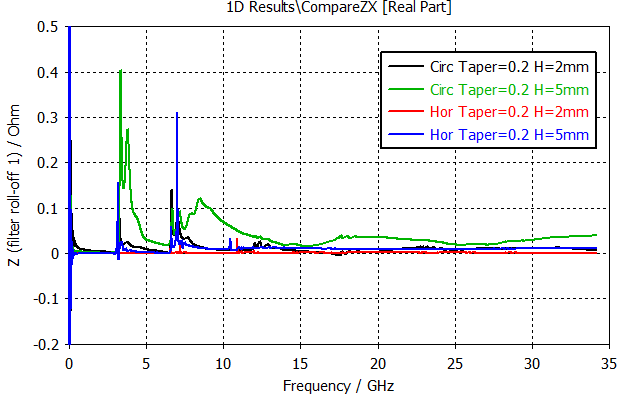 1D Results\CompareZX [Real Part]
0.5
0.4
0.3
0.2
0.1
0
-0.1
-0.2
Z (filter roll-off 1) / Ohm
Circ Taper=0.2 H=2mm
Circ Taper=0.2 H=5mm
Hor Taper=0.2 H=2mm
Hor Taper=0.2 H=5mm
0 5 10 15 20 25 30 35
Frequency / GHz